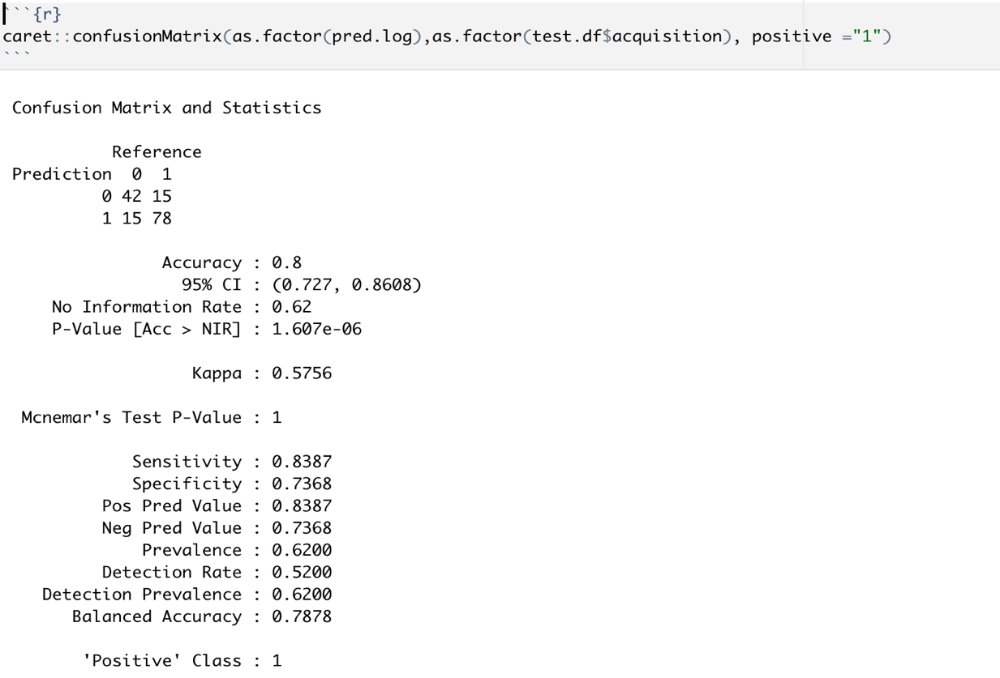 ```{r}
caret::confusionMatrix(as.factor(pred.log),as.factor(test.df$acquisition), positive ="1")
```
Confusion Matrix and Statistics
Reference
Prediction 0 1
0 42 15
1 15 78
Accuracy : 0.8
95% CI : (0.727, 0.8608)
No Information Rate : 0.62
P-Value [Acc > NIR] : 1.607e-06
Kappa : 0.5756
Mcnemar's Test P-Value : 1
Sensitivity : 0.8387
Specificity : 0.7368
Pos Pred Value : 0.8387
Neg Pred Value : 0.7368
Prevalence : 0.6200
Detection Rate : 0.5200
Detection Prevalence : 0.6200
Balanced Accuracy : 0.7878
'Positive' Class : 1